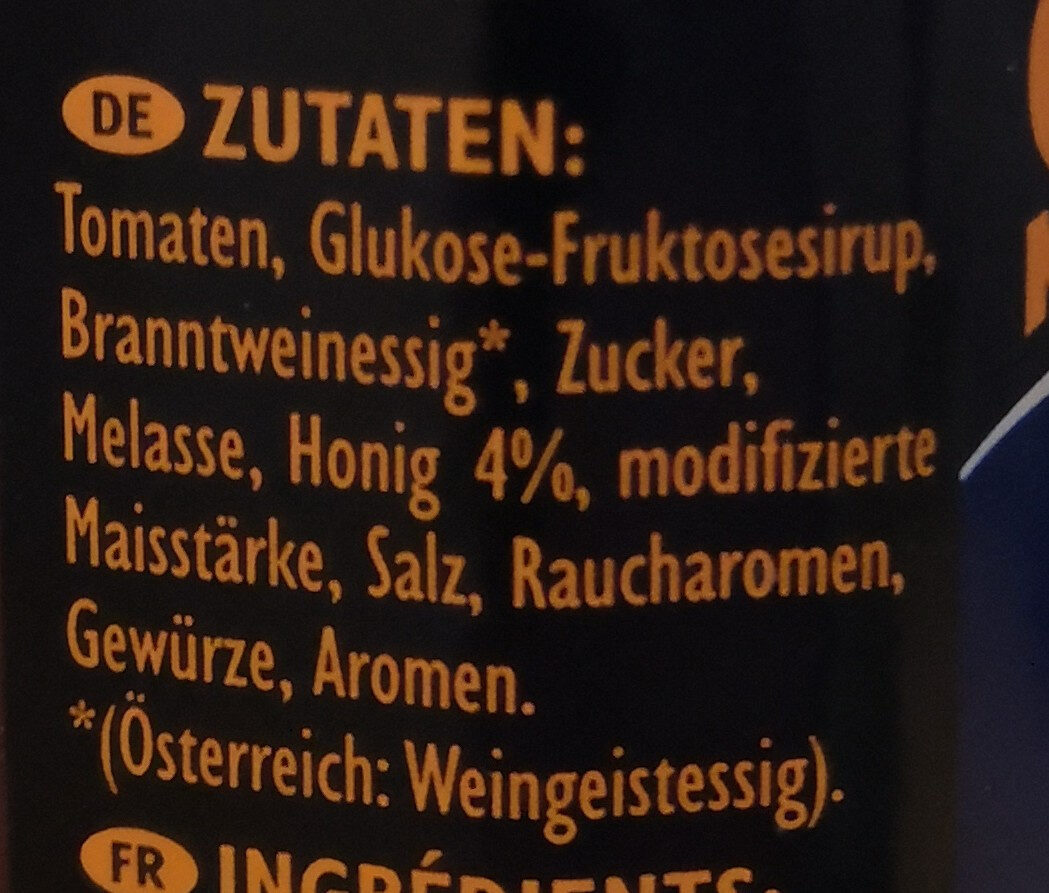 DE ZUTATEN:
Tomaten, Glukose-Fruktosesirup,
Branntweinessig*, Zucker,
Melasse, Honig 4%, modifizierte
Maisstärke, Salz, Raucharomen,
Gewürze, Aromen.
*(Österreich: Weingeistessig).
FR INGRÉDIENTS: